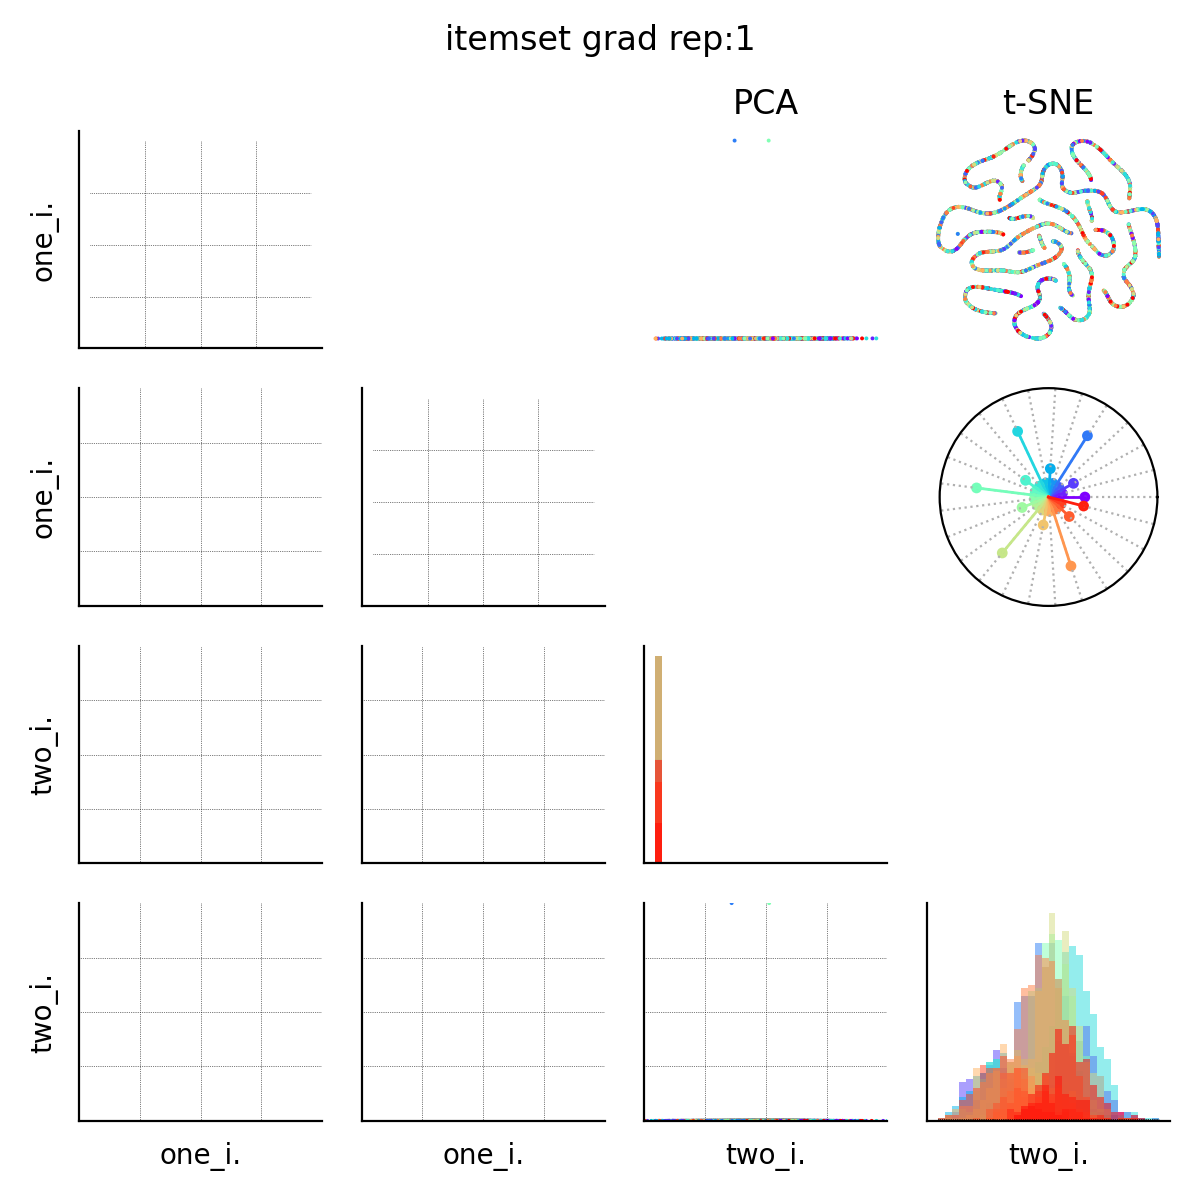 itemset grad rep:1
PCA
t-SNE
one_i.
one_i.
two_i.
two_i.
one_i.
one_i.
two_i.
two_i.